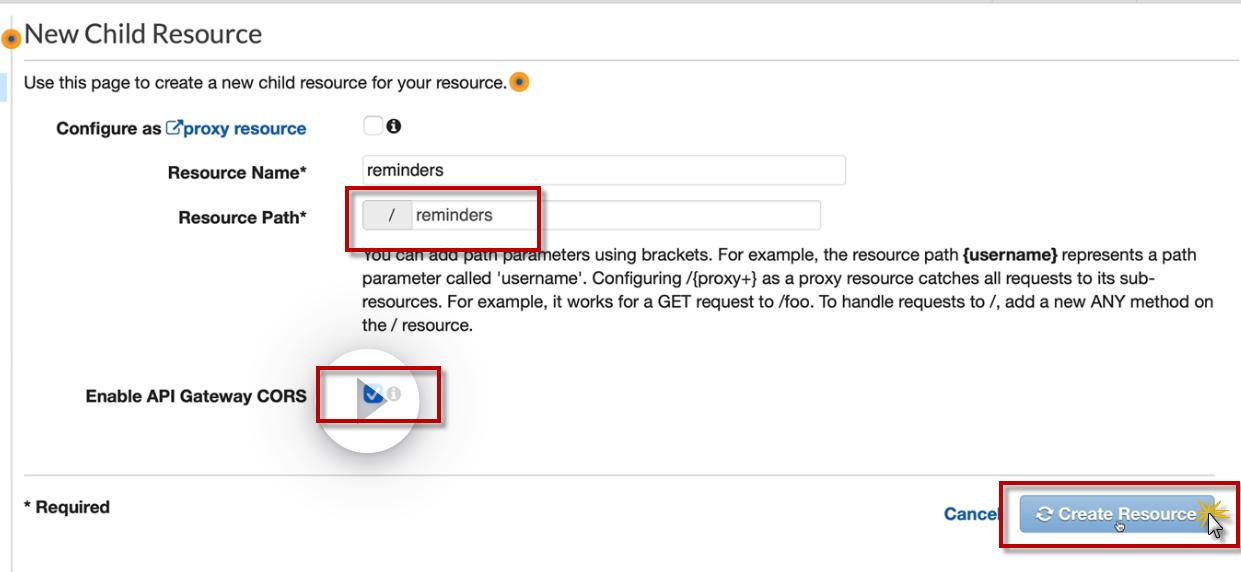 New Child Resource
Use this page to create a new child resource for your resource.
Configure as proxy resource
Resource Name* reminders
Resource Path* / reminders
You can add path parameters using brackets. For example, the resource path {username} represents a path
parameter called 'username'. Configuring /{proxy+} as a proxy resource catches all requests to its sub-
resources. For example, it works for a GET request to /foo. To handle requests to /, add a new ANY method on
the / resource.
Enable API Gateway CORS
* Required
Cancel Create Resource